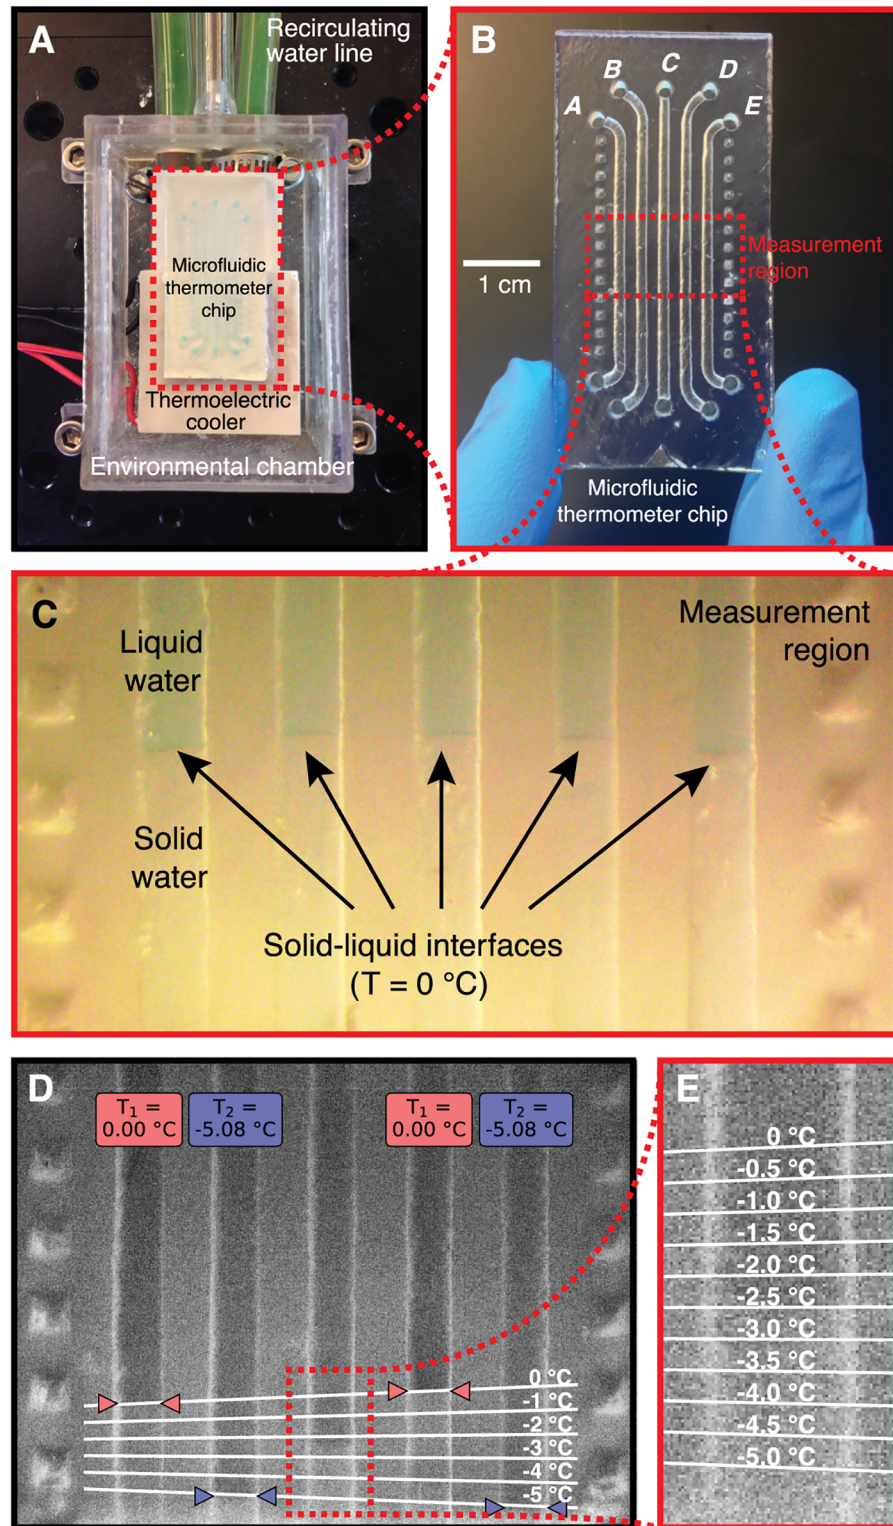 A
Recirculating
water line
Microfluidic
thermometer
chip
Thermoelectric
cooler
Environmental chamber
B
A
B
C
D
E
1 cm
Measurement
region
Microfluidic
thermometer chip
C
Liquid
water
Measurement
region
Solid
water
Solid-liquid interfaces
(T = 0 °C)
D
T1 =
0.00 °C
T2 =
-5.08 °C
T1 =
0.00 °C
T2 =
-5.08 °C
0 °C
-1 °C
-2 °C
-3 °C
-4 °C
-5 °C
E
0 °C
-0.5 °C
-1.0 °C
-1.5 °C
-2.0 °C
-2.5 °C
-3.0 °C
-3.5 °C
-4.0 °C
-4.5 °C
-5.0 °C